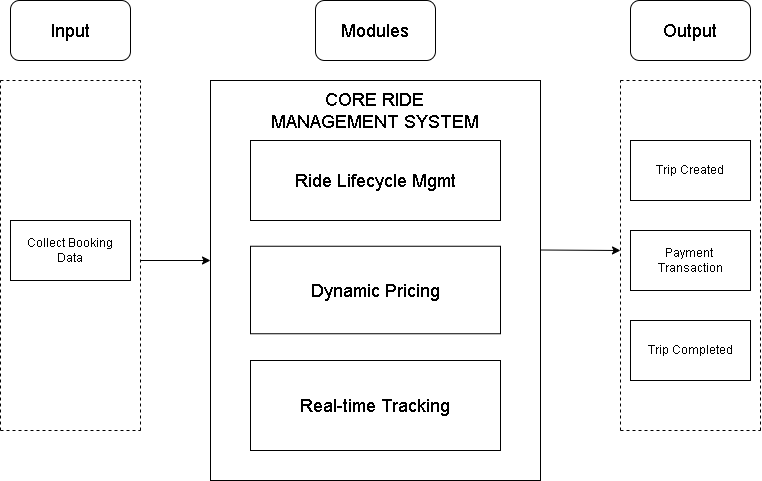 Input
Modules
Output
CORE RIDE
MANAGEMENT SYSTEM
Collect Booking
Data
Ride Lifecycle Mgmt
Dynamic Pricing
Real-time Tracking
Trip Created
Payment
Transaction
Trip Completed